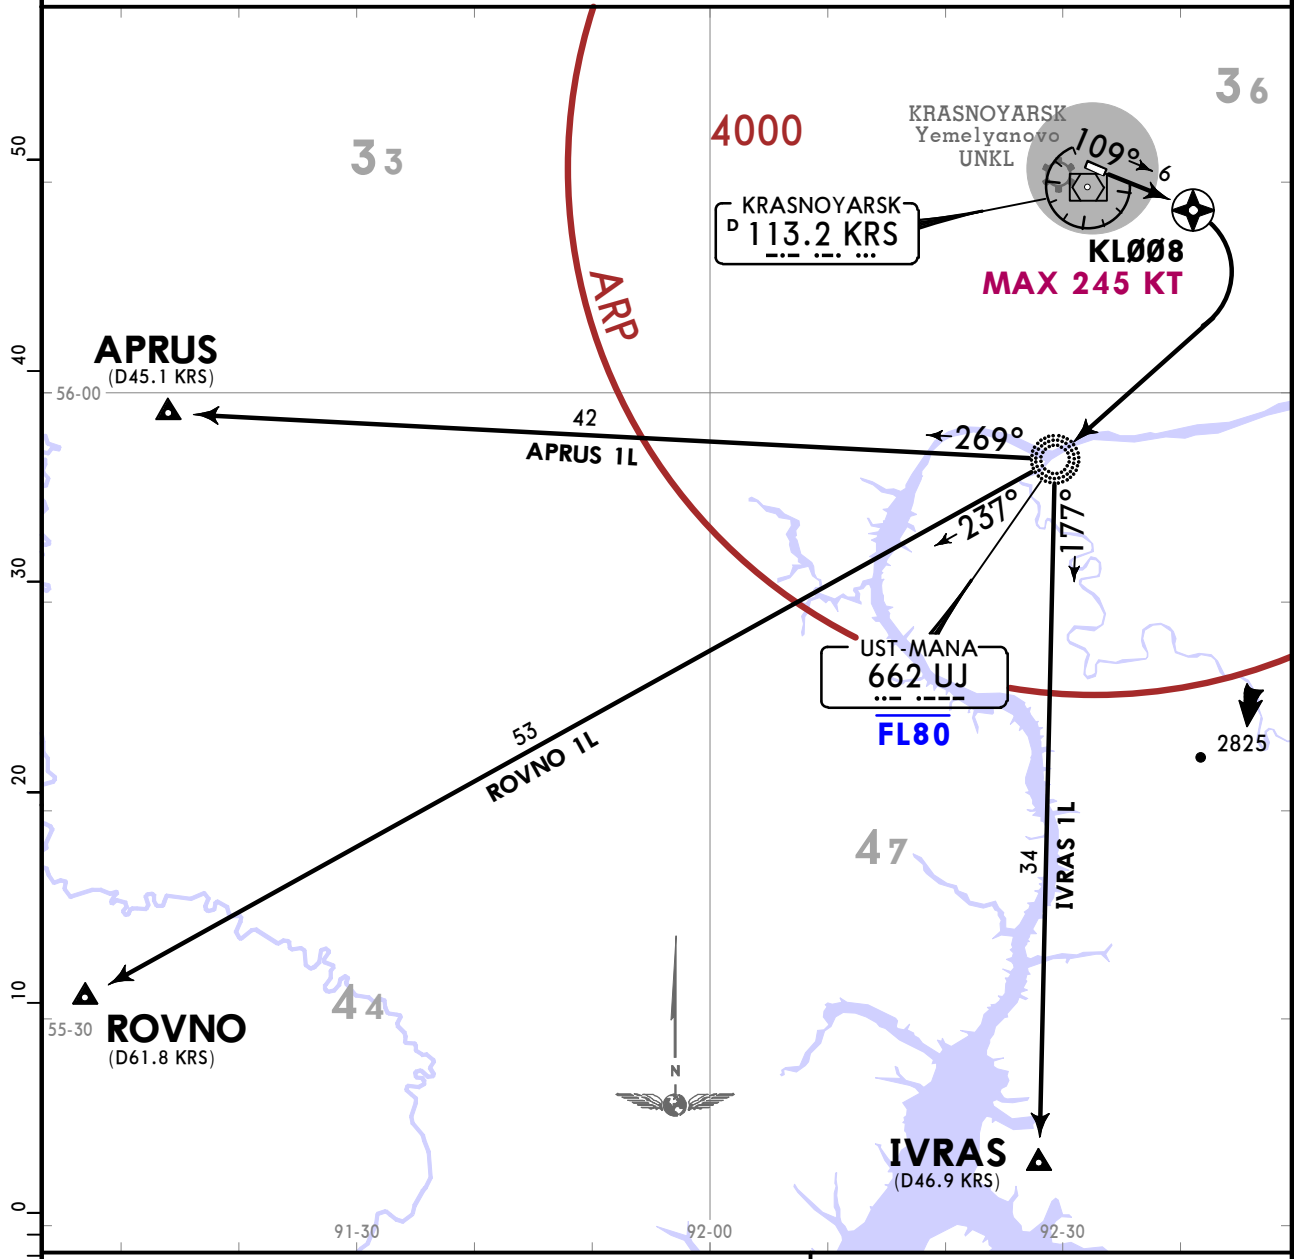 3 6
KRASNOYARSK
Yemelyanovo
UNKL
4000
109°
6
3 3
50
KRASNOYARSK
D 113.2 KRS
KLØØ8
MAX 245 KT
ARP
APRUS
(D45.1 KRS)
40
56-00
42
APRUS 1L
269°
237°
177°
30
UST-MANA
662 UJ
FL80
2825
53
ROVNO 1L
20
4 7
34
IVRAS 1L
10
4 4
55-30
ROVNO
(D61.8 KRS)
N
IVRAS
(D46.9 KRS)
0
91-30
92-00
92-30